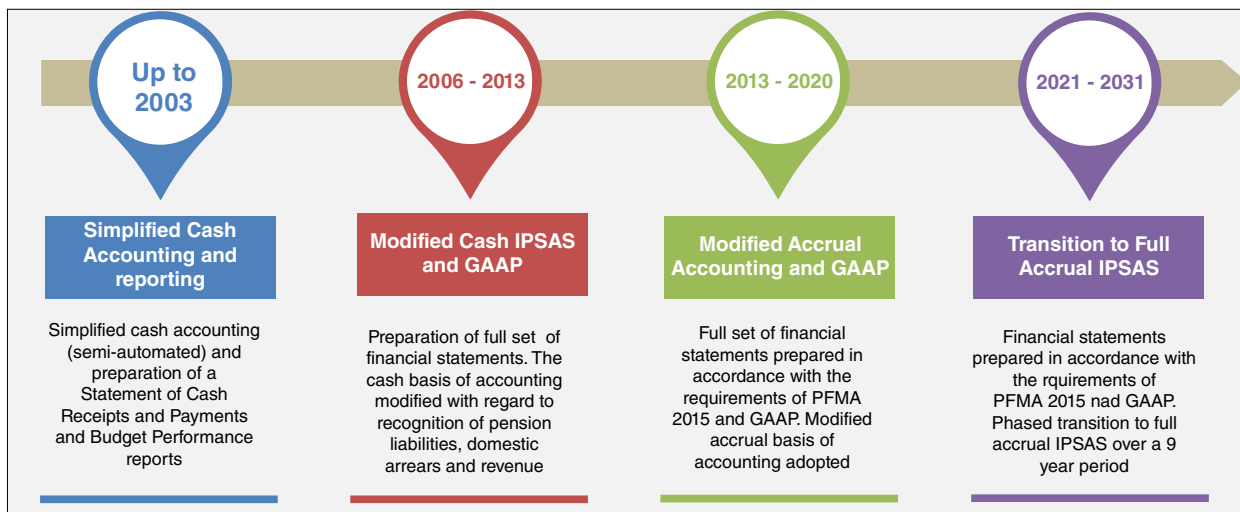 Up to
2003
2006 - 2013
2013 - 2020
2021 - 2031
Simplified Cash
Accounting and
reporting
Simplified cash accounting
(semi-automated) and
preparation of a
Statement of Cash
Receipts and Payments
and Budget Performance
reports
Modified Cash IPSAS
and GAAP
Preparation of full set of
financial statements. The
cash basis of accounting
modified with regard to
recognition of pension
liabilities, domestic
arrears and revenue
Modified Accrual
Accounting and GAAP
Full set of financial
statements prepared in
accordance with the
requirements of PFMA
2015 and GAAP. Modified
accrual basis of
accounting adopted
Transition to Full
Accrual IPSAS
Financial statements
prepared in accordance with
the rquirements of
PFMA 2015 nad GAAP.
Phased transition to full
accrual IPSAS over a 9
year period